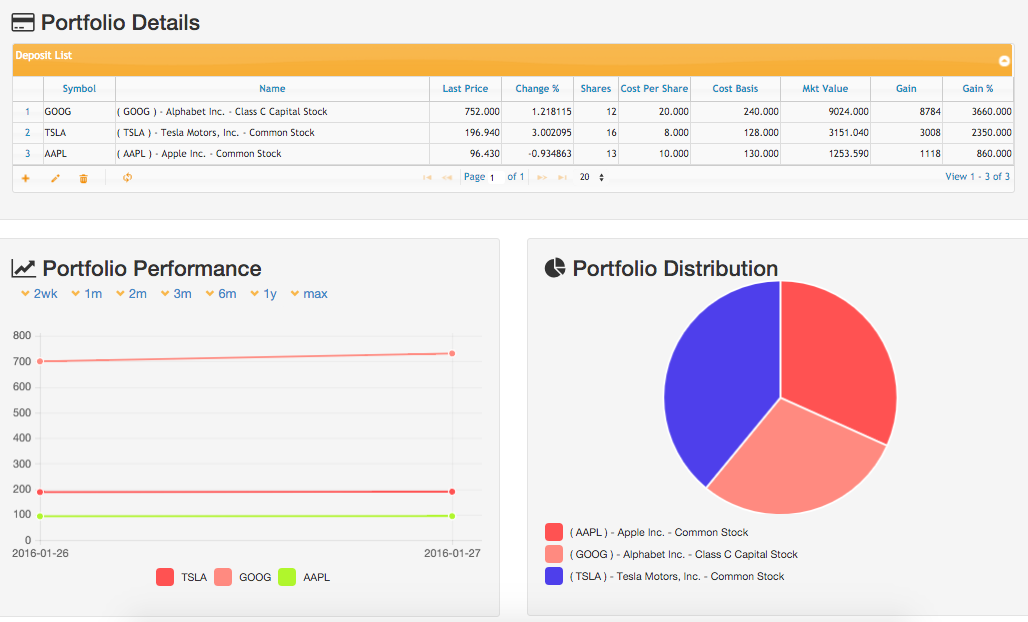 Portfolio Details
Deposit List
Symbol Name Last Price Change % Shares Cost Per Share Cost Basis Mkt Value Gain Gain %
1 GOOG ( GOOG ) - Alphabet Inc. - Class C Capital Stock 752.000 1.218115 12 20.000 240.000 9024.000 8784 3660.000
2 TSLA ( TSLA ) - Tesla Motors, Inc. - Common Stock 196.940 3.002095 16 8.000 128.000 3151.040 3008 2350.000
3 AAPL ( AAPL ) - Apple Inc. - Common Stock 96.430 -0.934863 13 10.000 130.000 1253.590 1118 860.000
Page 1 of 1 20 View 1 - 3 of 3
Portfolio Performance
2wk 1m 2m 3m 6m 1y max
800
700
600
500
400
300
200
100
0
2016-01-26 2016-01-27
TSLA GOOG AAPL
Portfolio Distribution
( AAPL ) - Apple Inc. - Common Stock
( GOOG ) - Alphabet Inc. - Class C Capital Stock
( TSLA ) - Tesla Motors, Inc. - Common Stock